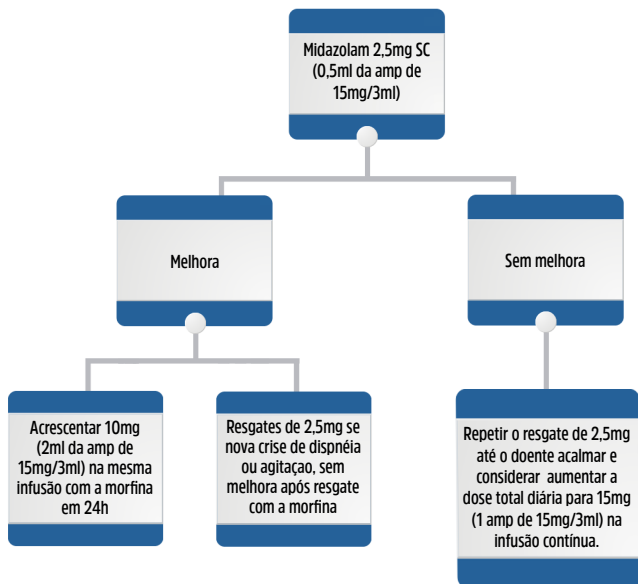 Midazolam 2,5mg SC
(0,5ml da amp de
15mg/3ml)
Melhora
Sem melhora
Acrescentar 10mg
(2ml da amp de
15mg/3ml) na mesma
infusão com a morfina
em 24h
Resgates de 2,5mg se
nova crise de dispnéia
ou agitaçao, sem
melhora após resgate
com a morfina
Repetir o resgate de 2,5mg
até o doente acalmar e
considerar aumentar a
dose total diária para 15mg
(1 amp de 15mg/3ml) na
infusão contínua.